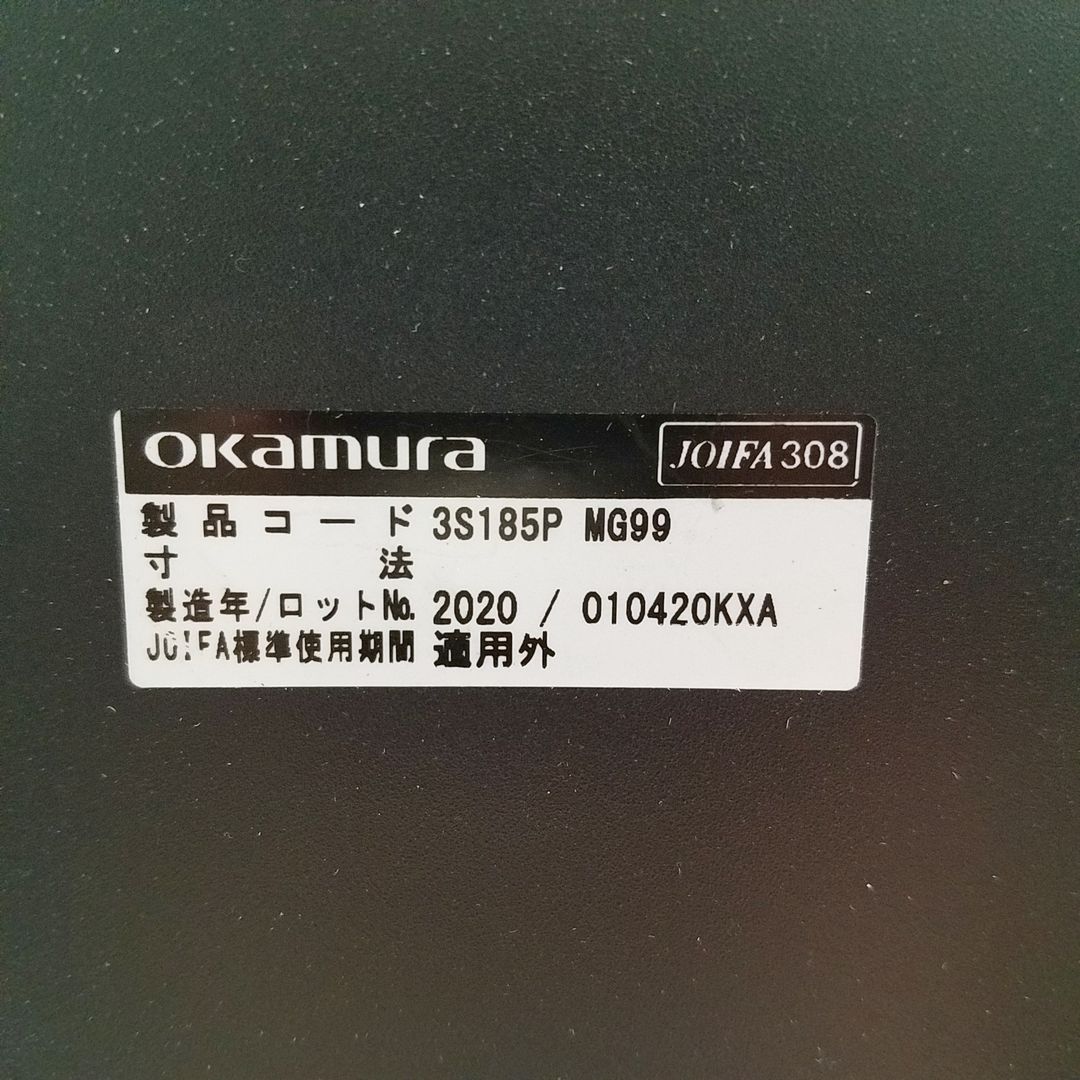 okamura JOIFA 308
製品コード 3S185P MG99
寸法
製造年/ロットNo. 2020 / 010420KXA
JOIFA標準使用期間 適用外